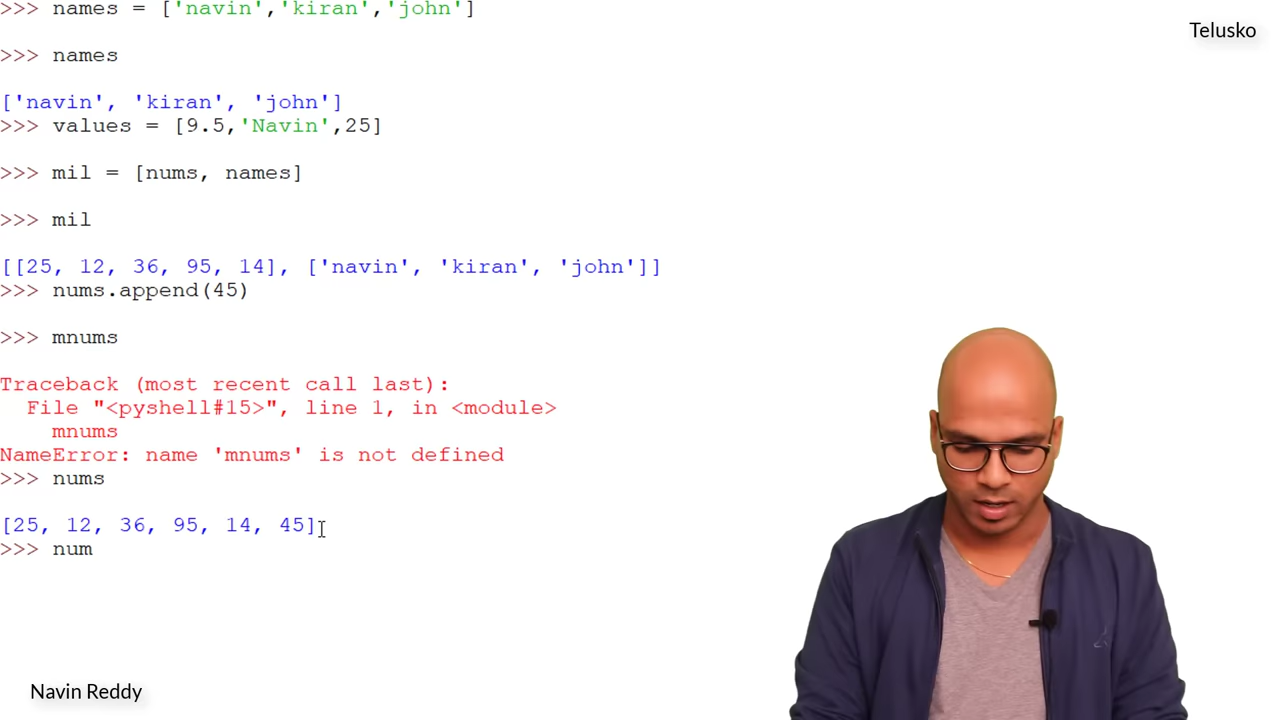 >>> names = ['navin','kiran','john']
Telusko
>>> names
['navin', 'kiran', 'john']
>>> values = [9.5,'Navin',25]
>>> mil = [nums, names]
>>> mil
[[25, 12, 36, 95, 14], ['navin', 'kiran', 'john']]
>>> nums.append(45)
>>> mnums
Traceback (most recent call last):
  File "<pyshell#15>", line 1, in <module>
    mnums
NameError: name 'mnums' is not defined
>>> nums
[25, 12, 36, 95, 14, 45]
>>> num
Navin Reddy